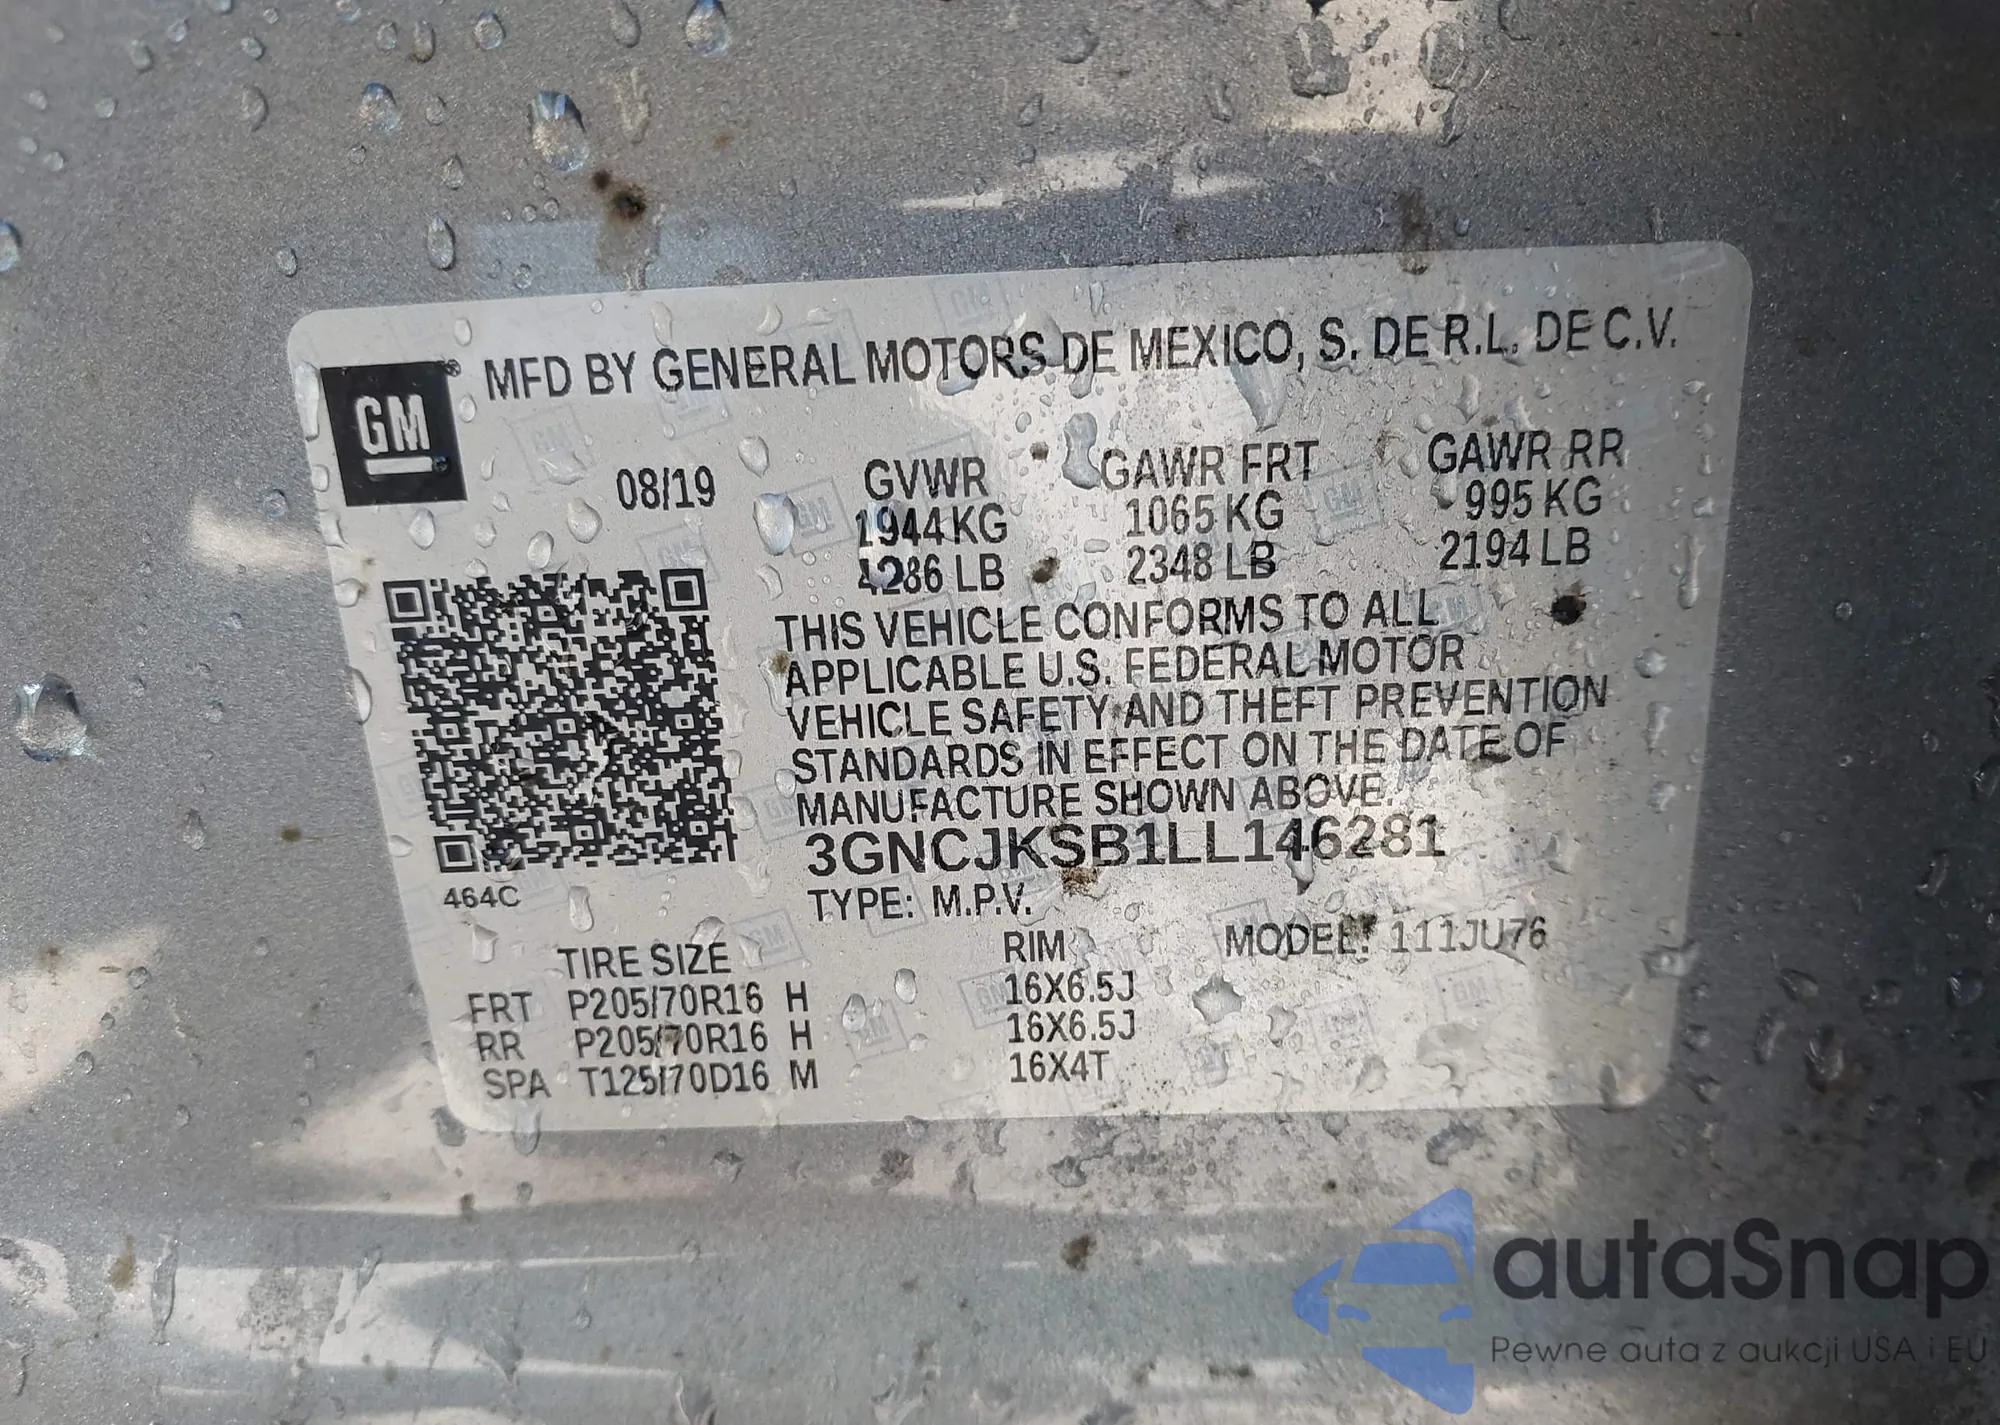 MFD BY GENERAL MOTORS DE MEXICO, S. DE R.L. DE C.V.
GM
08/19
GVWR GAWR FRT GAWR RR
1944 KG 1065 KG 995 KG
4286 LB 2348 LB 2194 LB
THIS VEHICLE CONFORMS TO ALL
APPLICABLE U.S. FEDERAL MOTOR
VEHICLE SAFETY AND THEFT PREVENTION
STANDARDS IN EFFECT ON THE DATE OF
MANUFACTURE SHOWN ABOVE.
3GNCJKSB1LL146281
464C
TYPE: M.P.V.
MODEL: 111JU76
TIRE SIZE RIM
FRT P205/70R16 H 16X6.5J
RR P205/70R16 H 16X6.5J
SPA T125/70D16 M 16X4T
autaSnap
Pewne auta z aukcji USA i EU